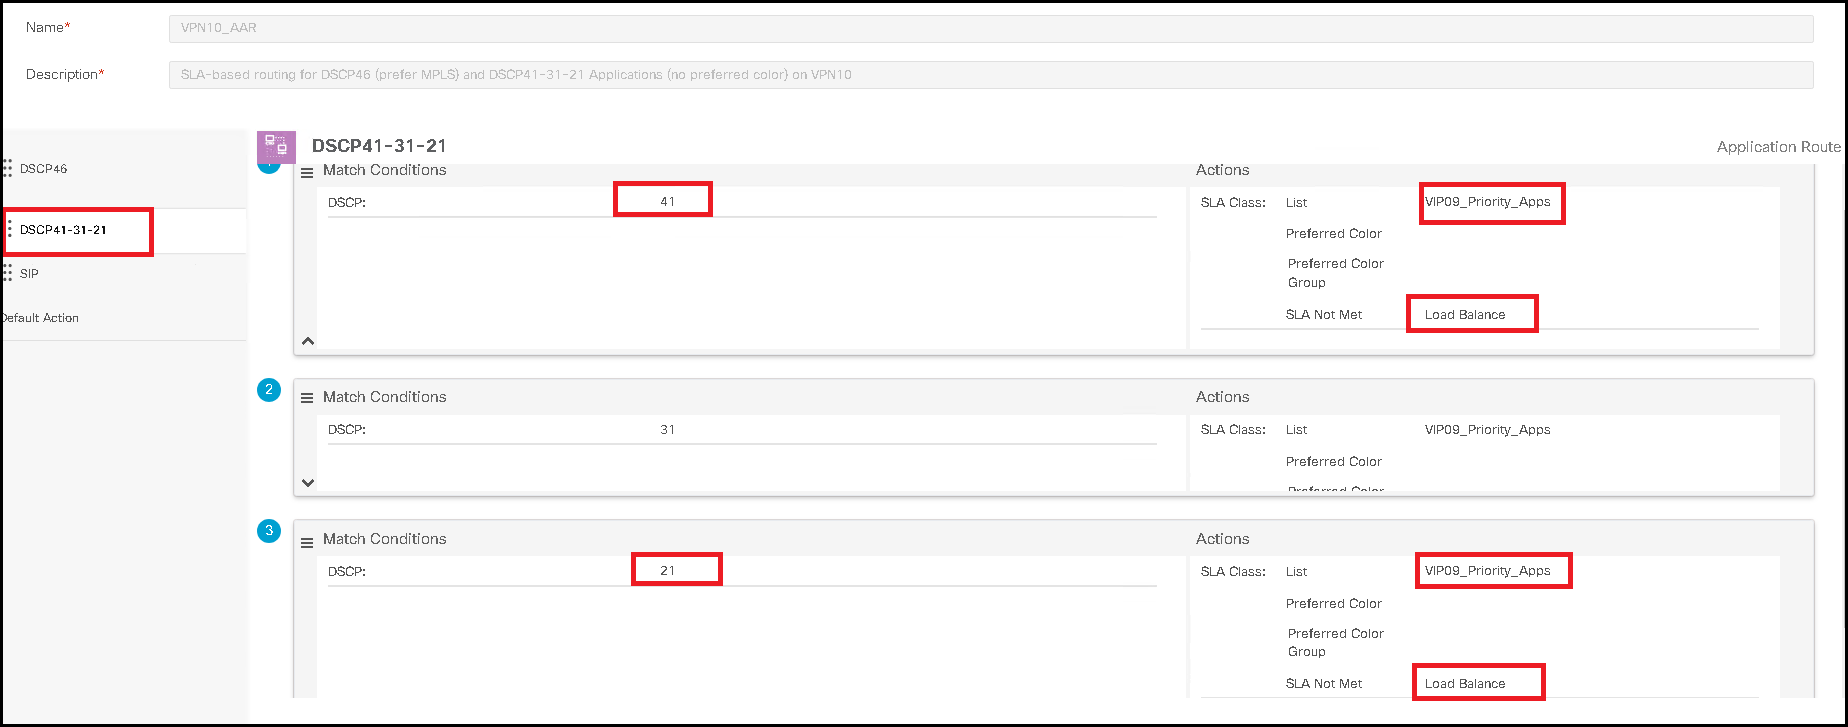 Name*
VPN10_AAR
Description*
SLA-based routing for DSCP46 (prefer MPLS) and DSCP41-31-21 Applications (no preferred color) on VPN10
DSCP46
DSCP41-31-21
SIP
Default Action
DSCP41-31-21
Application Route
1
Match Conditions
Actions
DSCP:
41
SLA Class:
List
VIP09_Priority_Apps
Preferred Color
Preferred Color
Group
SLA Not Met
Load Balance
2
Match Conditions
Actions
DSCP:
31
SLA Class:
List
VIP09_Priority_Apps
Preferred Color
Preferred Color
3
Match Conditions
Actions
DSCP:
21
SLA Class:
List
VIP09_Priority_Apps
Preferred Color
Preferred Color
Group
SLA Not Met
Load Balance